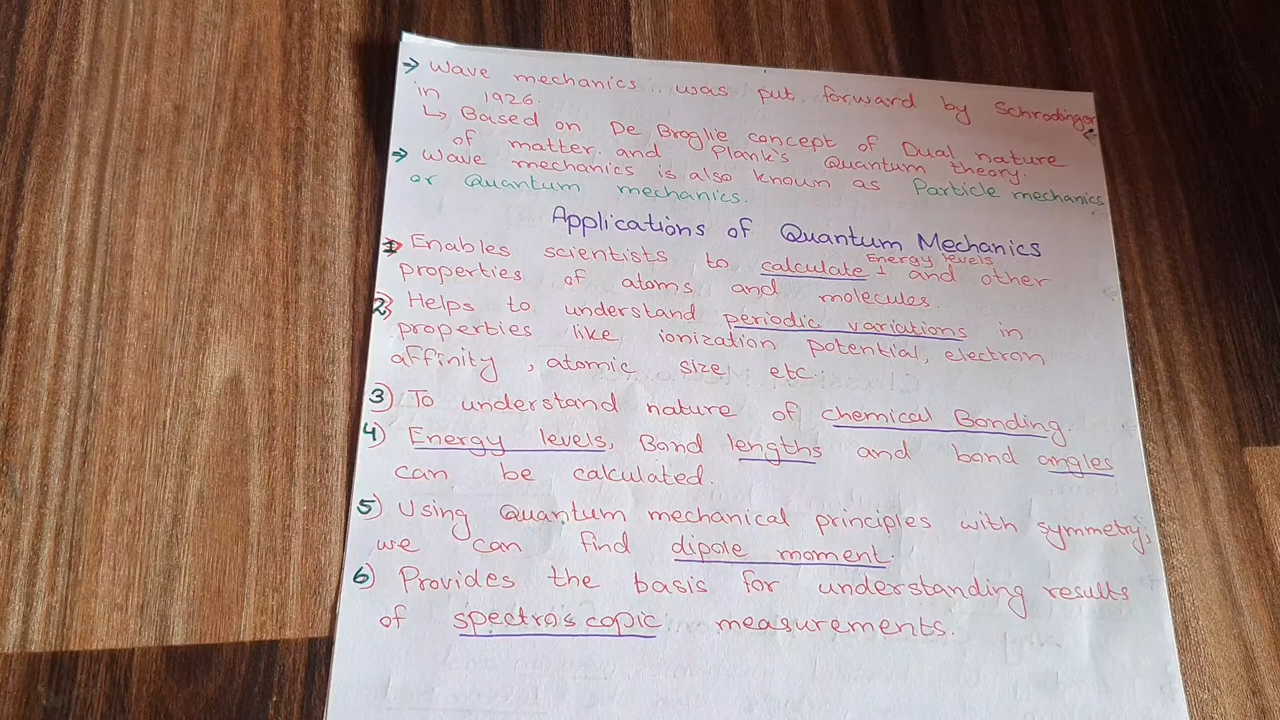 → Wave mechanics was put forward by Schrodinger
in 1926.
↳ Based on De Broglie concept of Dual nature
of matter and Plank's Quantum theory.
→ Wave mechanics is also known as Particle mechanics
or Quantum mechanics.
Applications of Quantum Mechanics
1) Enables scientists to calculate Energy levels and other
properties of atoms and molecules.
2) Helps to understand periodic variations in
properties like ionization potential, electron
affinity, atomic size etc.
3) To understand nature of chemical Bonding.
4) Energy levels, Bond lengths and bond angles
can be calculated.
5) Using Quantum mechanical principles with symmetry,
we can find dipole moment.
6) Provides the basis for understanding results
of spectroscopic measurements.